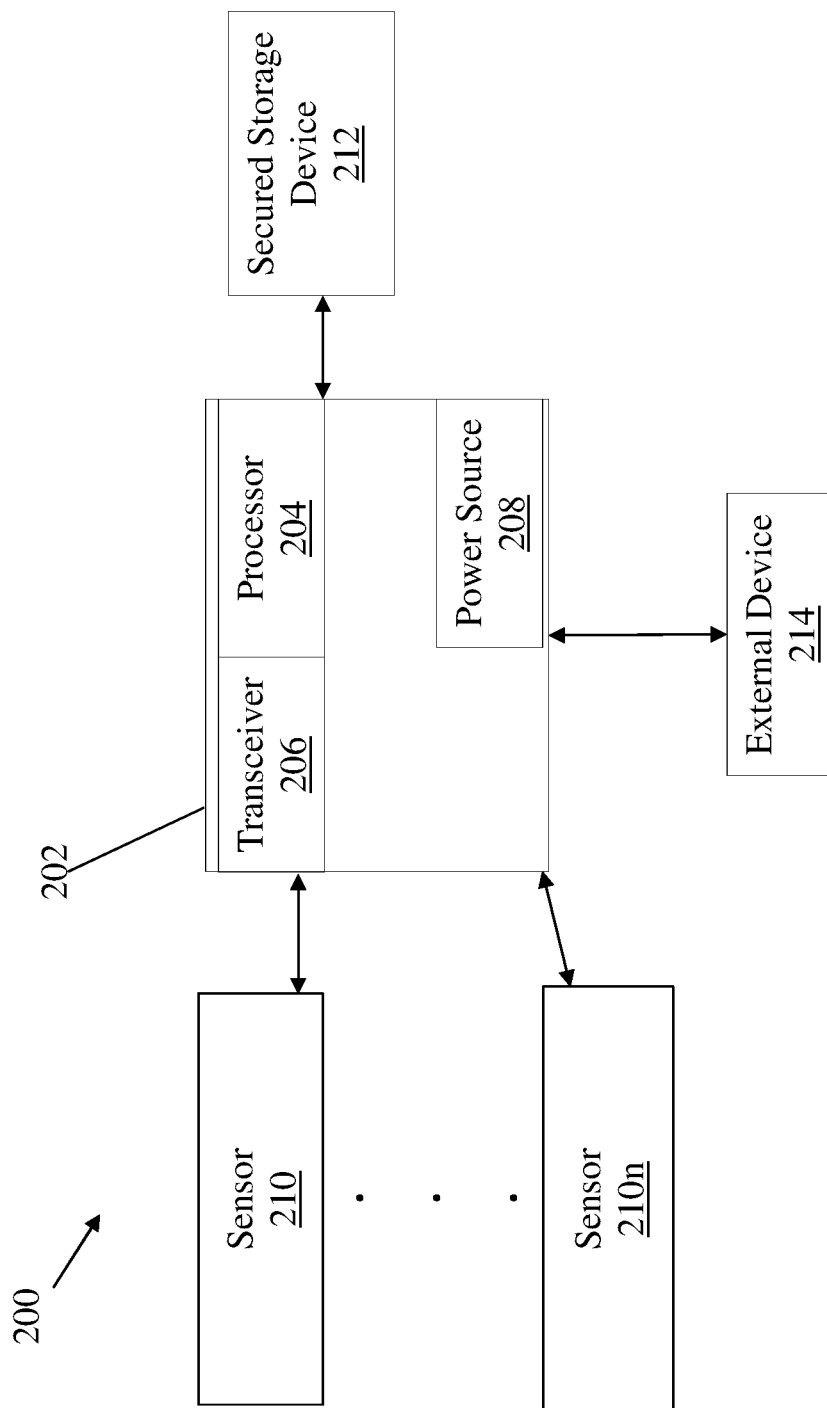 200
202
Sensor
210
Transceiver
206
Processor
204
Secured Storage
Device
212
Power Source
208
Sensor
210n
External Device
214